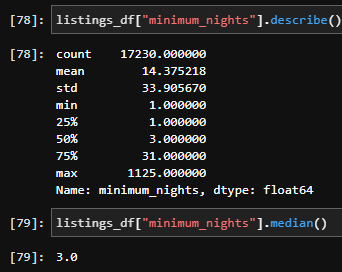 [78]: listings_df["minimum_nights"].describe()
[78]: count 17230.000000
mean 14.375218
std 33.905670
min 1.000000
25% 1.000000
50% 3.000000
75% 31.000000
max 1125.000000
Name: minimum_nights, dtype: float64
[79]: listings_df["minimum_nights"].median()
[79]: 3.0